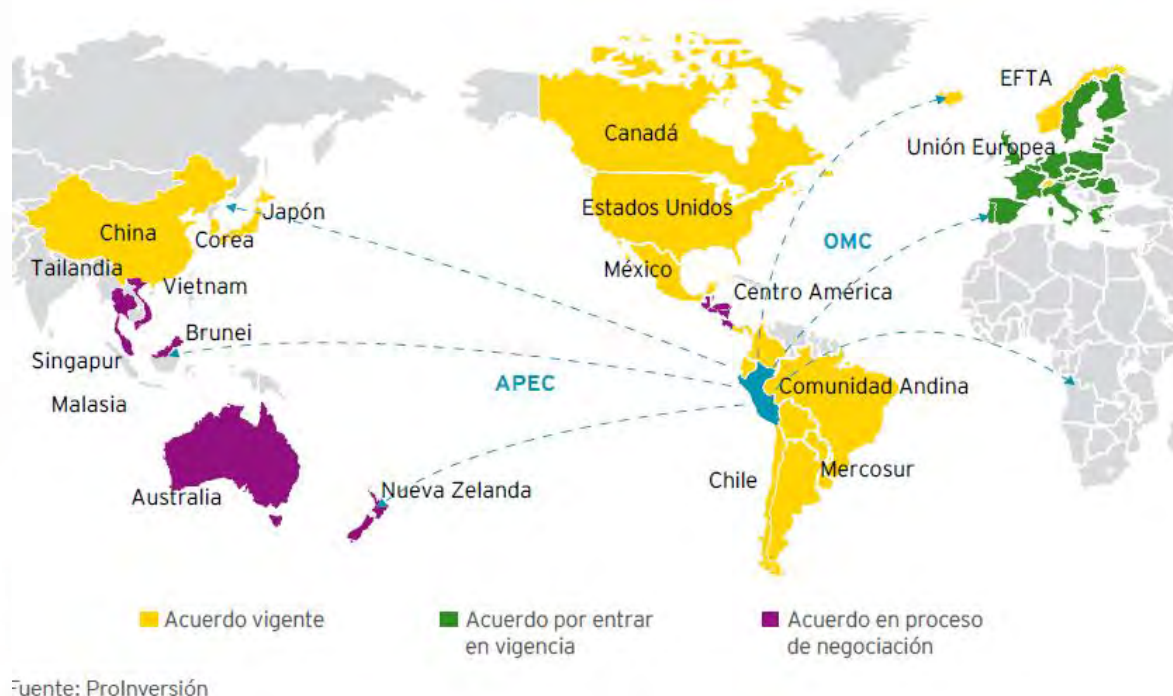 EFTA
Canadá
Unión Europea
Estados Unidos
Japón
China
Corea
OMC
México
Tailandia
Vietnam
Centro América
Brunei
Singapur
APEC
Comunidad Andina
Malasia
Mercosur
Chile
Nueva Zelanda
Australia
Acuerdo vigente
Acuerdo por entrar
en vigencia
Acuerdo en proceso
de negociación
Fuente: ProInversión